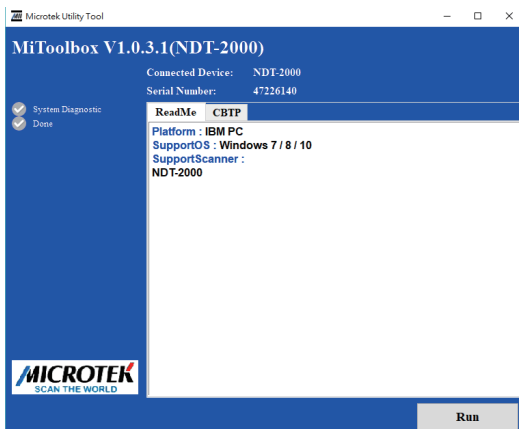 Microtek Utility Tool
MiToolbox V1.0.3.1(NDT-2000)
Connected Device: NDT-2000
Serial Number: 47226140
System Diagnostic
Done
ReadMe CBTP
Platform : IBM PC
SupportOS : Windows 7 / 8 / 10
SupportScanner :
NDT-2000
MICROTEK
SCAN THE WORLD
Run